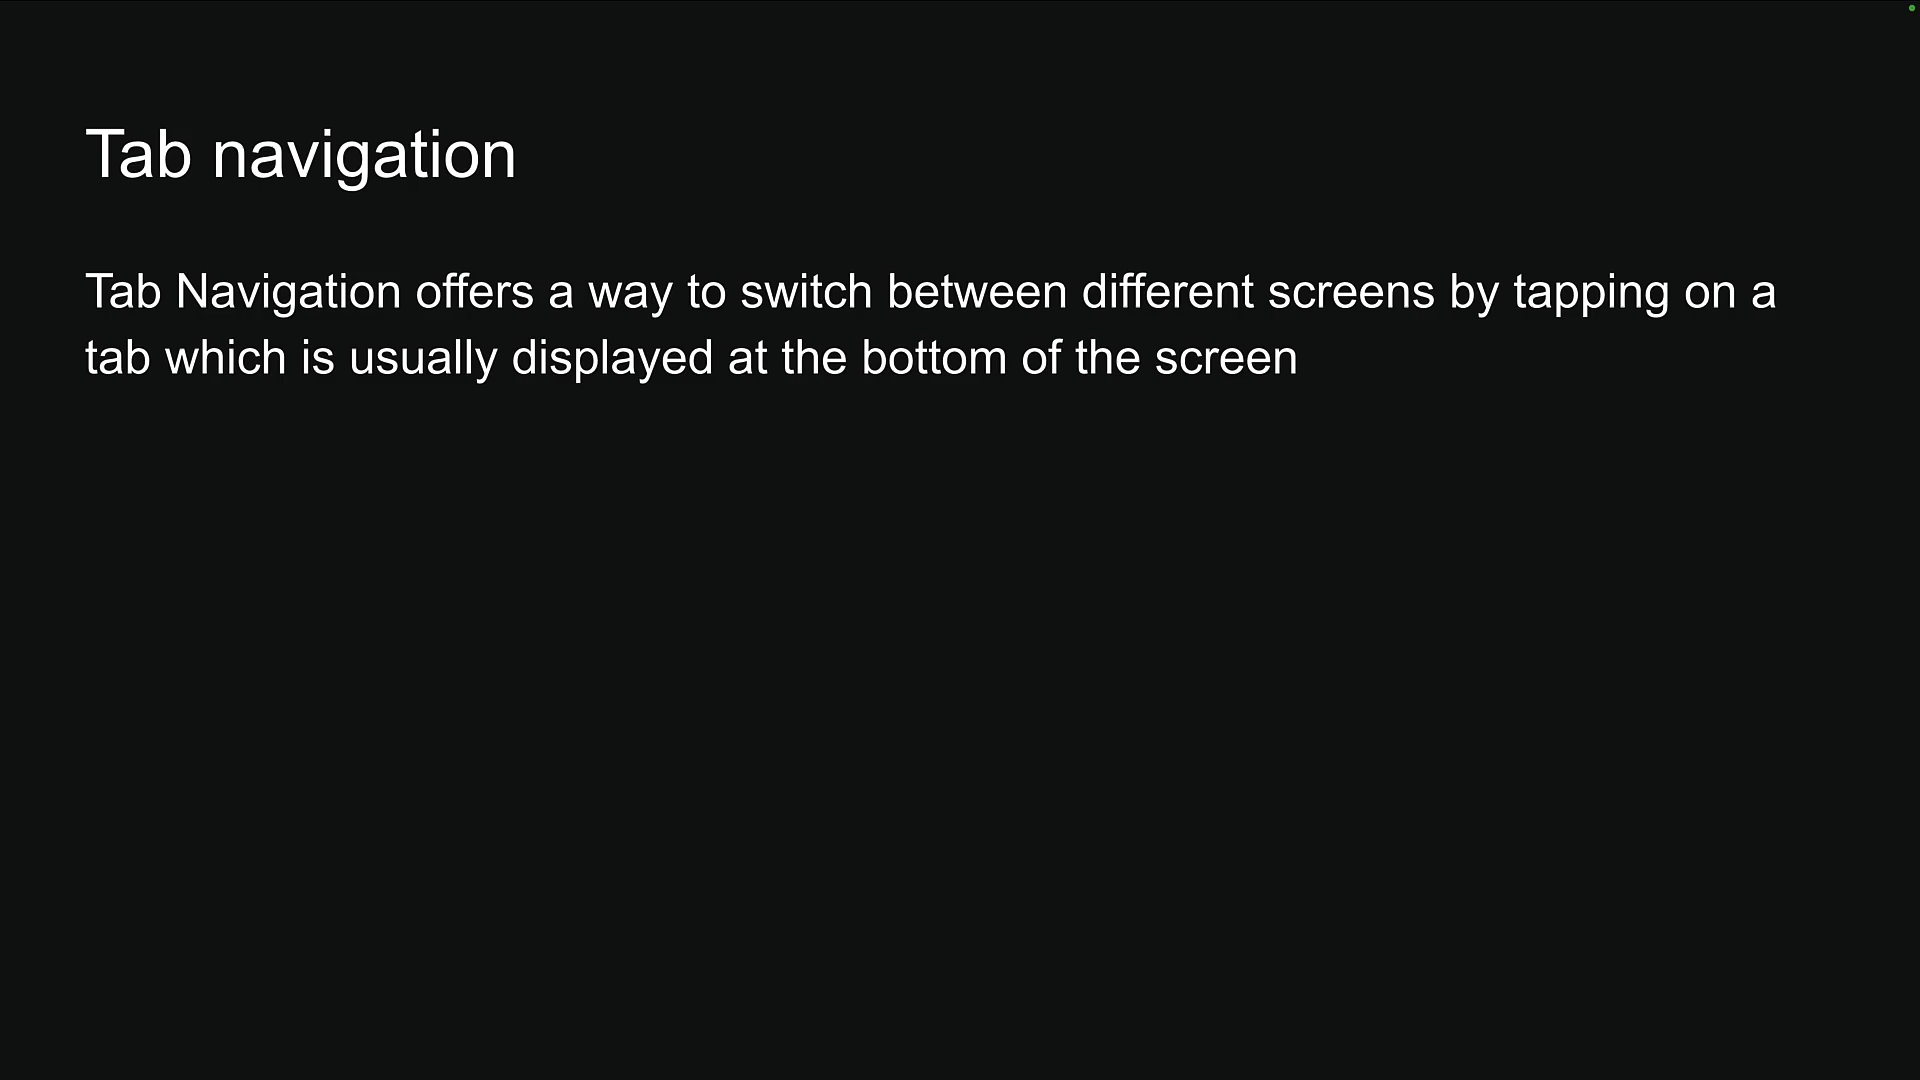 Tab navigation
Tab Navigation offers a way to switch between different screens by tapping on a
tab which is usually displayed at the bottom of the screen